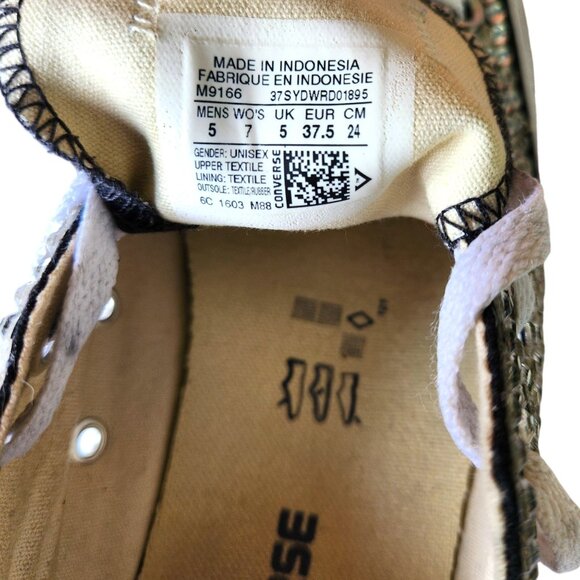 MADE IN INDONESIA
FABRIQUE EN INDONESIE
M9166 37SYDWRD01895
MENS WO'S UK EUR CM
5 7 5 37.5 24
GENDER: UNISEX
UPPER TEXTILE
LINING: TEXTILE
OUTSOLE: TEXTILE/RUBBER
6C 1603 M88
CONVERSE
RSE